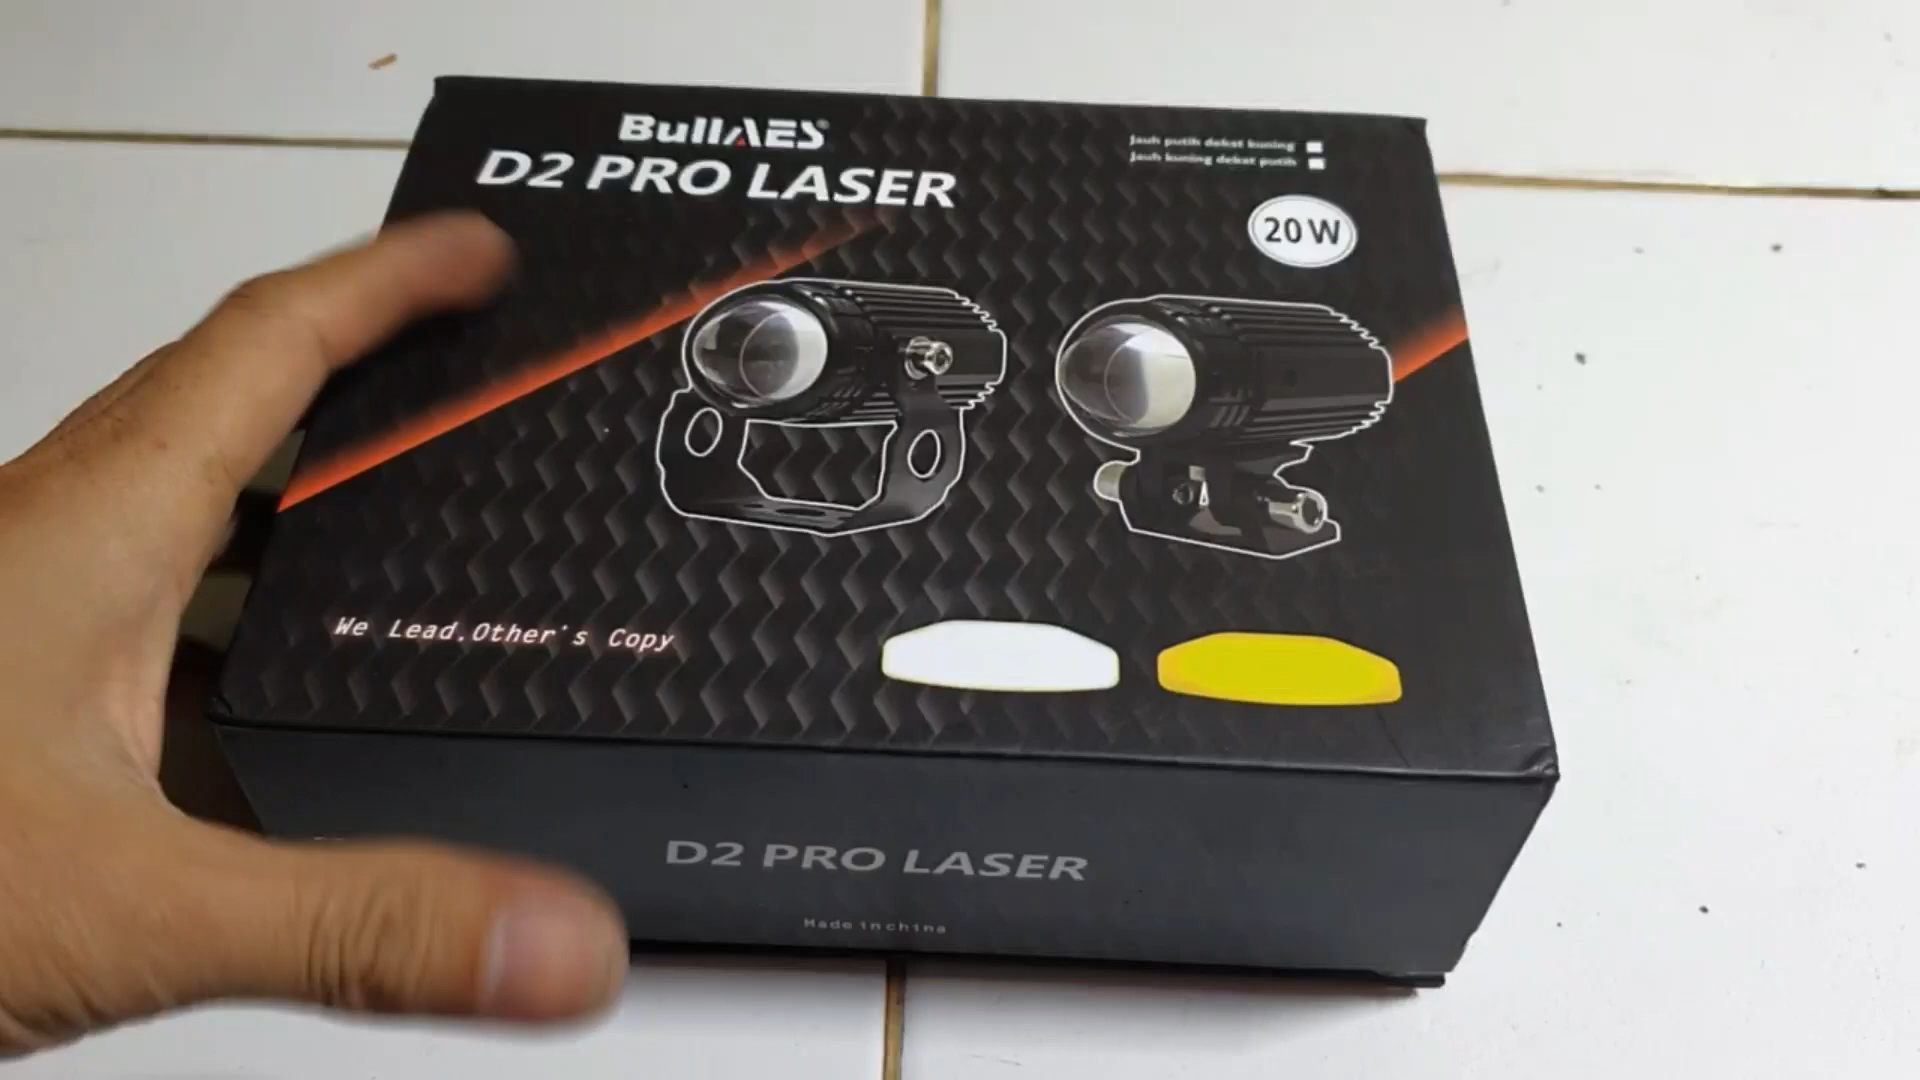 BullAES
D2 PRO LASER
Jauh putih dekat kuning
Jauh kuning dekat putih
20 W
We Lead.Other's Copy
D2 PRO LASER
Made in china